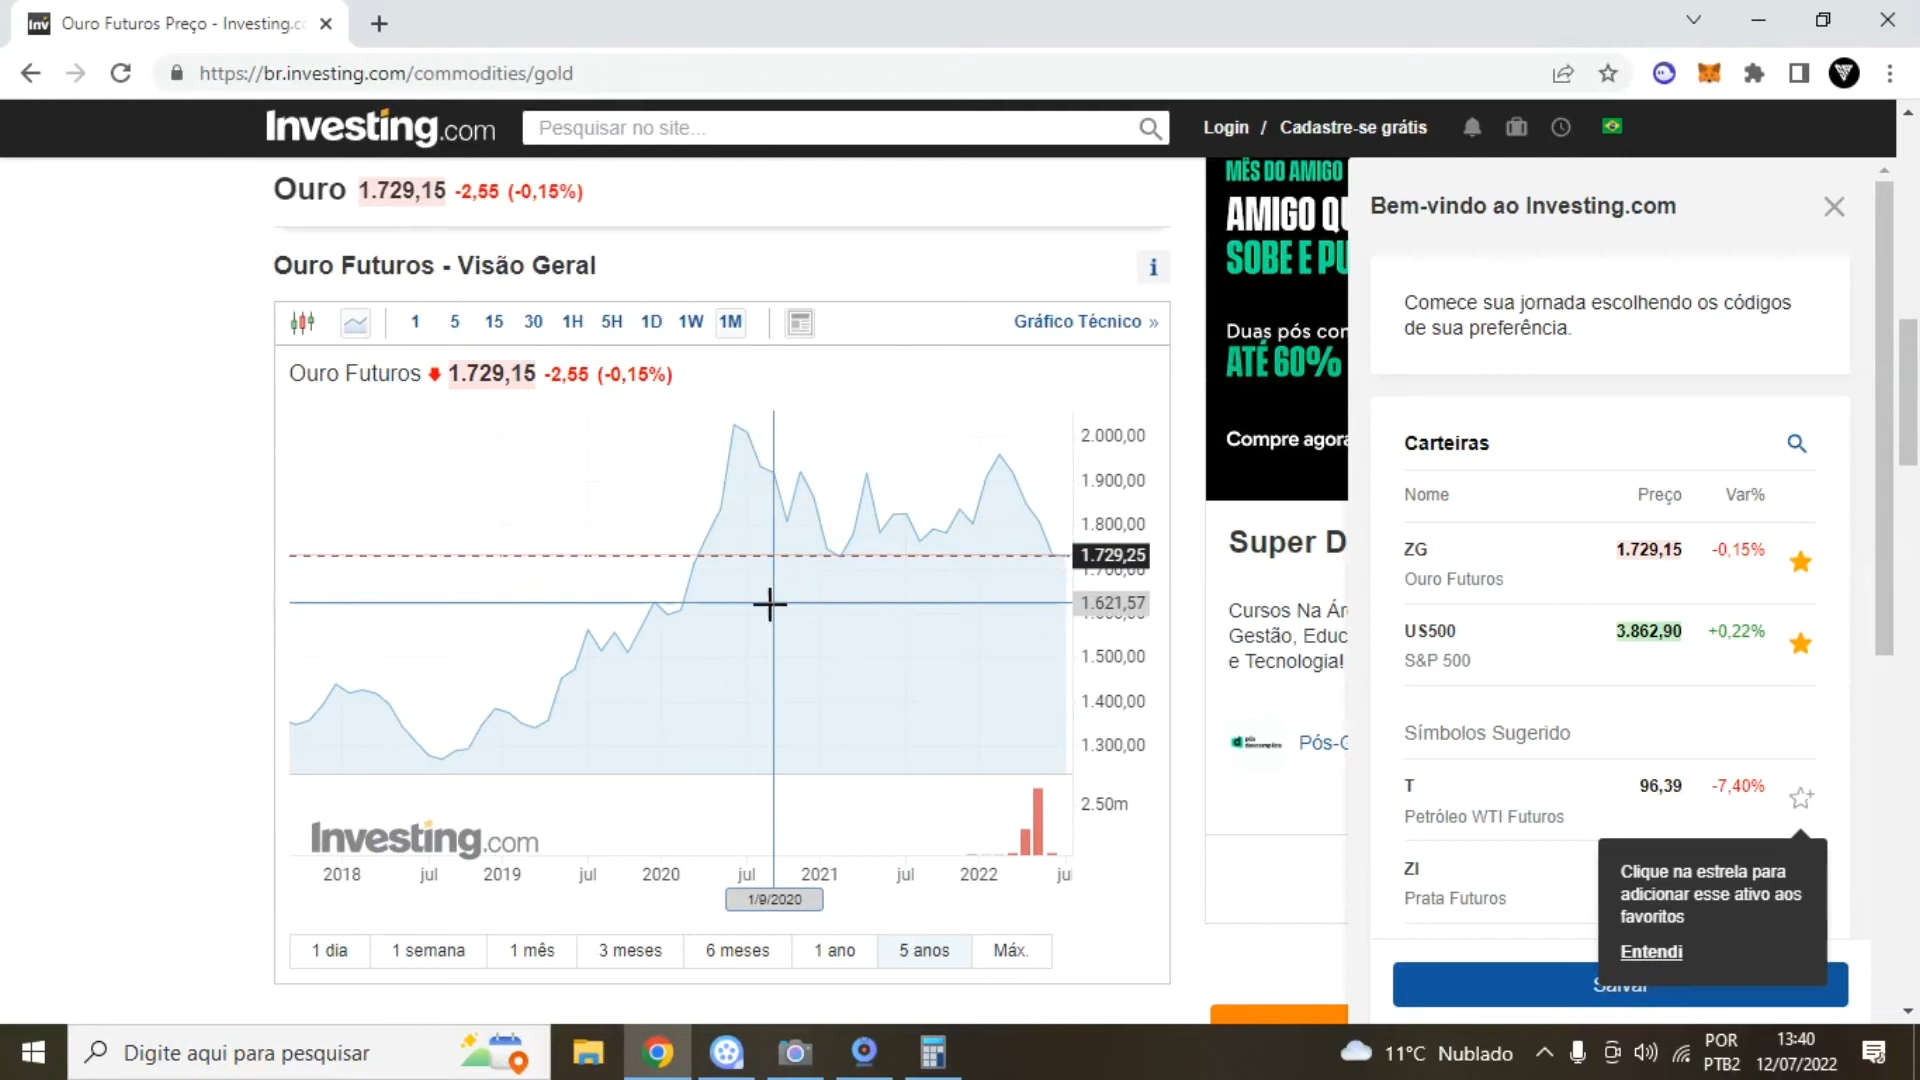 Ouro Futuros Preço - Investing.c
https://br.investing.com/commodities/gold
Investing.com
Pesquisar no site...
Login / Cadastre-se grátis
Ouro 1.729,15 -2,55 (-0,15%)
Ouro Futuros - Visão Geral
i
1 5 15 30 1H 5H 1D 1W 1M
Gráfico Técnico »
Ouro Futuros 1.729,15 -2,55 (-0,15%)
2.000,00
1.900,00
1.800,00
1.729,25
1.621,57
1.500,00
1.400,00
1.300,00
2.50m
Investing.com
2018 jul 2019 jul 2020 jul 2021 jul 2022 ju
1/9/2020
1 dia 1 semana 1 mês 3 meses 6 meses 1 ano 5 anos Máx.
MÊS DO AMIGO
AMIGO QU
SOBE E PU
Duas pós con
ATÉ 60%
Compre agora
Super D
Cursos Na Ár
Gestão, Educ
e Tecnologia!
Pós-G
Bem-vindo ao Investing.com
Comece sua jornada escolhendo os códigos
de sua preferência.
Carteiras
Nome Preço Var%
ZG 1.729,15 -0,15%
Ouro Futuros
US500 3.862,90 +0,22%
S&P 500
Símbolos Sugerido
T 96,39 -7,40%
Petróleo WTI Futuros
ZI
Prata Futuros
Clique na estrela para
adicionar esse ativo aos
favoritos
Entendi
Salvar
Digite aqui para pesquisar
11°C Nublado
POR
PTB2
13:40
12/07/2022